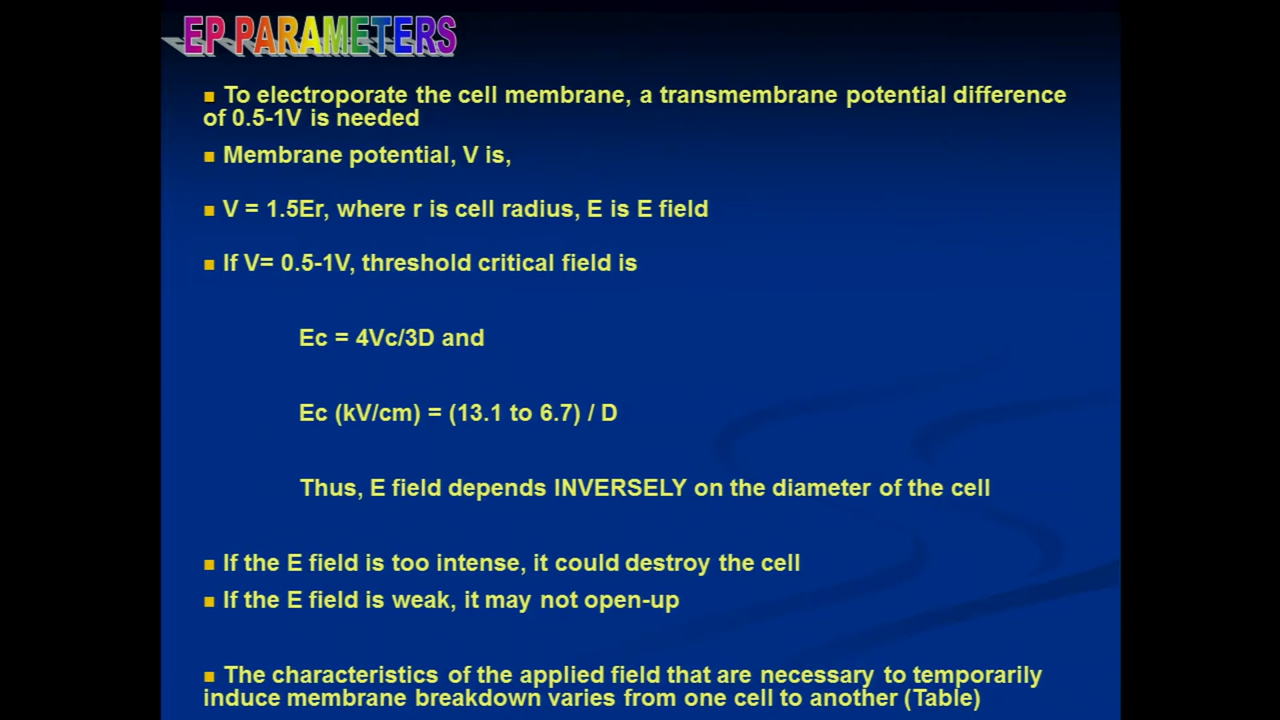 EP PARAMETERS
▪ To electroporate the cell membrane, a transmembrane potential difference
of 0.5-1V is needed
▪ Membrane potential, V is,
▪ V = 1.5Er, where r is cell radius, E is E field
▪ If V= 0.5-1V, threshold critical field is
Ec = 4Vc/3D and
Ec (kV/cm) = (13.1 to 6.7) / D
Thus, E field depends INVERSELY on the diameter of the cell
▪ If the E field is too intense, it could destroy the cell
▪ If the E field is weak, it may not open-up
▪ The characteristics of the applied field that are necessary to temporarily
induce membrane breakdown varies from one cell to another (Table)